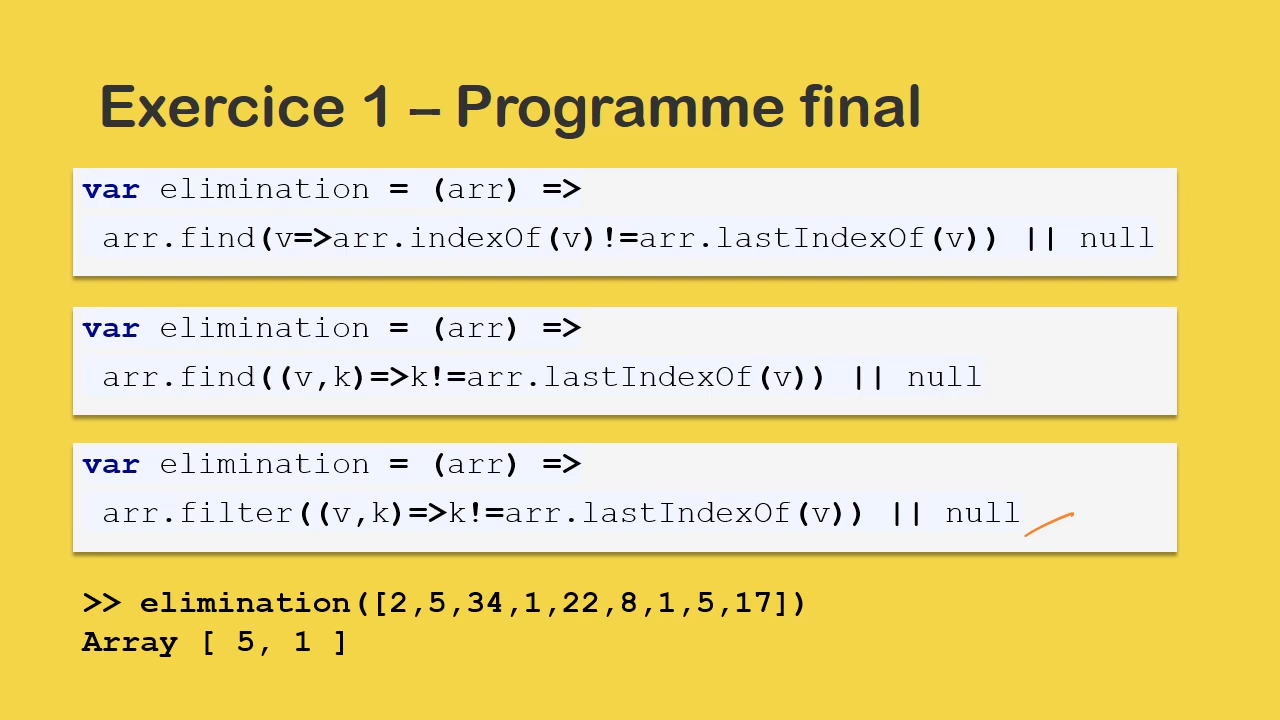 Exercice 1 – Programme final
var elimination = (arr) =>
arr.find(v=>arr.indexOf(v)!=arr.lastIndexOf(v)) || null
var elimination = (arr) =>
arr.find((v,k)=>k!=arr.lastIndexOf(v)) || null
var elimination = (arr) =>
arr.filter((v,k)=>k!=arr.lastIndexOf(v)) || null
>> elimination([2,5,34,1,22,8,1,5,17])
Array [ 5, 1 ]